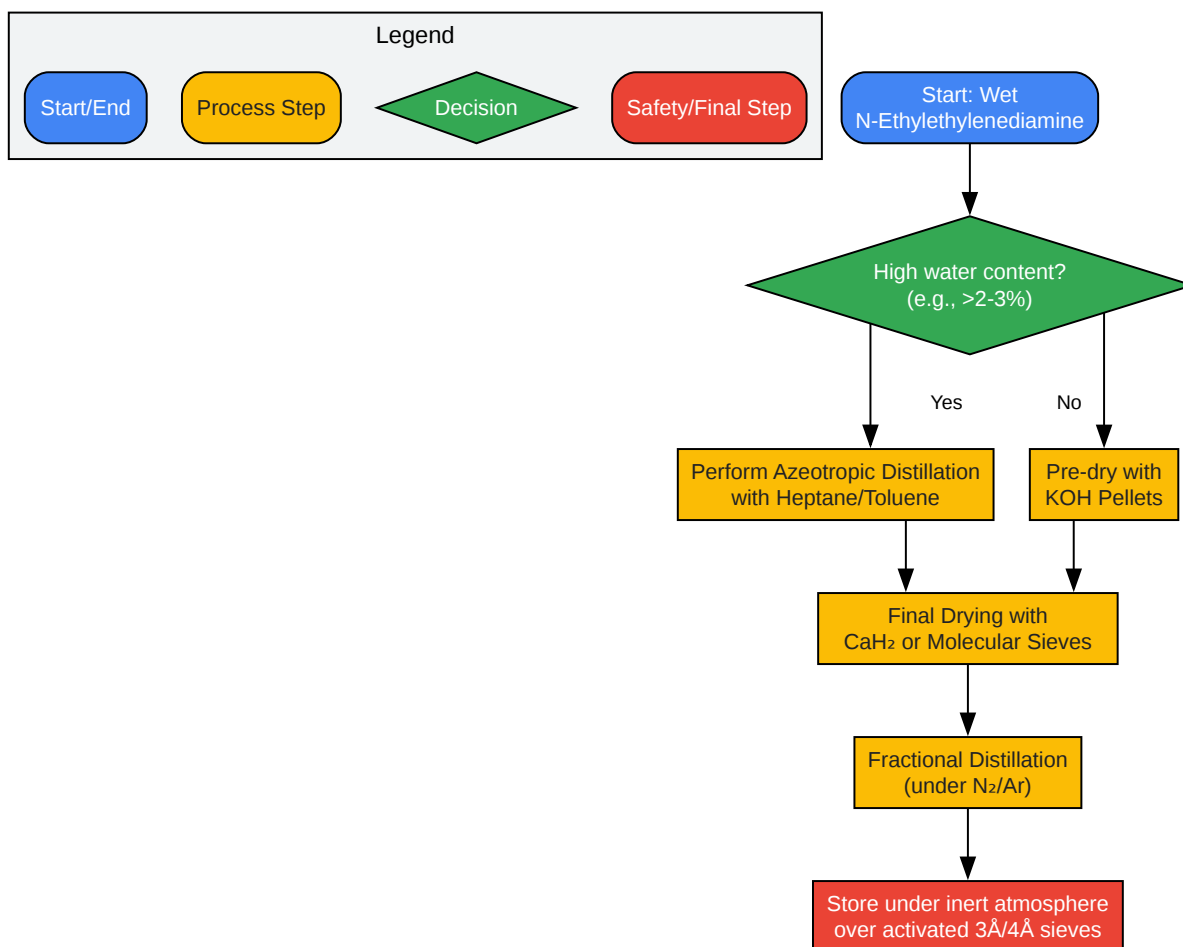 Legend
Start/End
Process Step
Decision
Safety/Final Step
Start: Wet
N-Ethylethylenediamine
High water content?
(e.g., >2-3%)
Yes
No
Perform Azeotropic Distillation
with Heptane/Toluene
Pre-dry with
KOH Pellets
Final Drying with
CaH₂ or Molecular Sieves
Fractional Distillation
(under N₂/Ar)
Store under inert atmosphere
over activated 3Å/4Å sieves